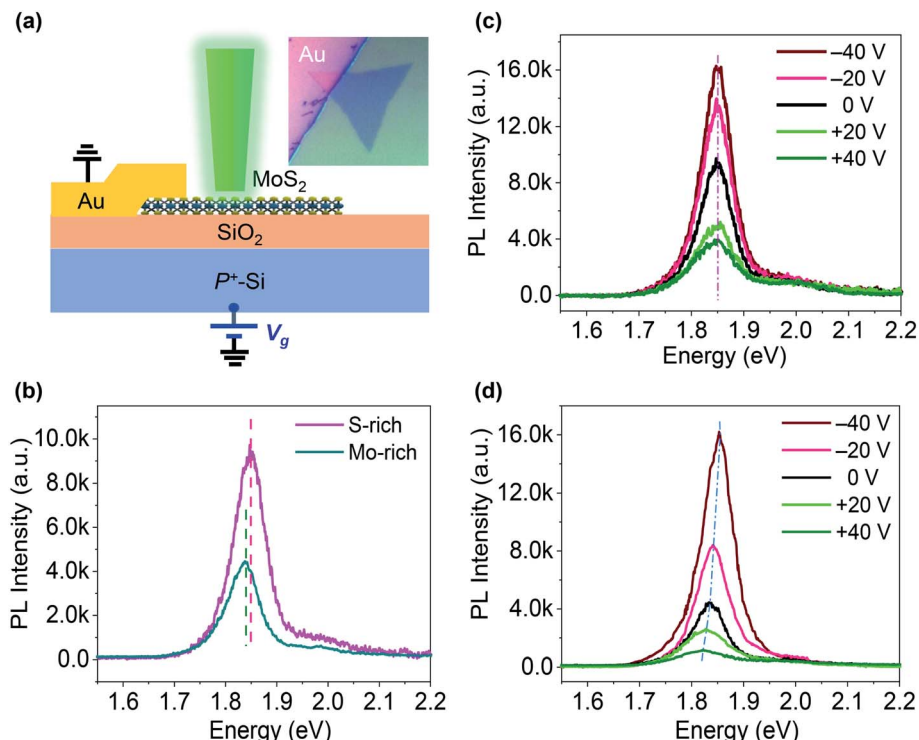 (a)
Au
MoS₂
Au
SiO₂
P⁺-Si
V_g
(b)
PL Intensity (a.u.)
10.0k
8.0k
6.0k
4.0k
2.0k
0.0
S-rich
Mo-rich
1.6 1.7 1.8 1.9 2.0 2.1 2.2
Energy (eV)
(c)
PL Intensity (a.u.)
16.0k
12.0k
8.0k
4.0k
0.0
–40 V
–20 V
0 V
+20 V
+40 V
1.6 1.7 1.8 1.9 2.0 2.1 2.2
Energy (eV)
(d)
PL Intensity (a.u.)
16.0k
12.0k
8.0k
4.0k
0.0
–40 V
–20 V
0 V
+20 V
+40 V
1.6 1.7 1.8 1.9 2.0 2.1 2.2
Energy (eV)